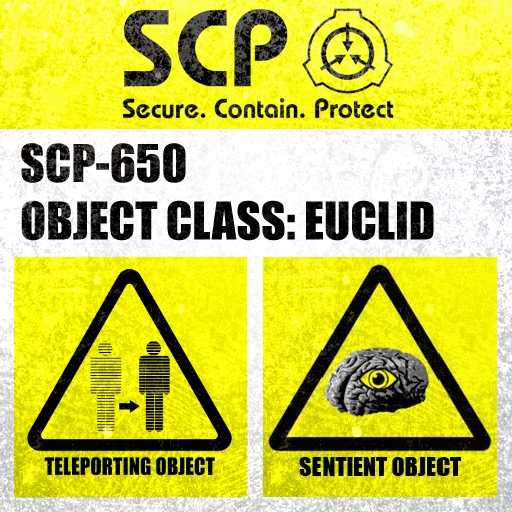 SCP
Secure. Contain. Protect
SCP-650
OBJECT CLASS: EUCLID
TELEPORTING OBJECT
SENTIENT OBJECT